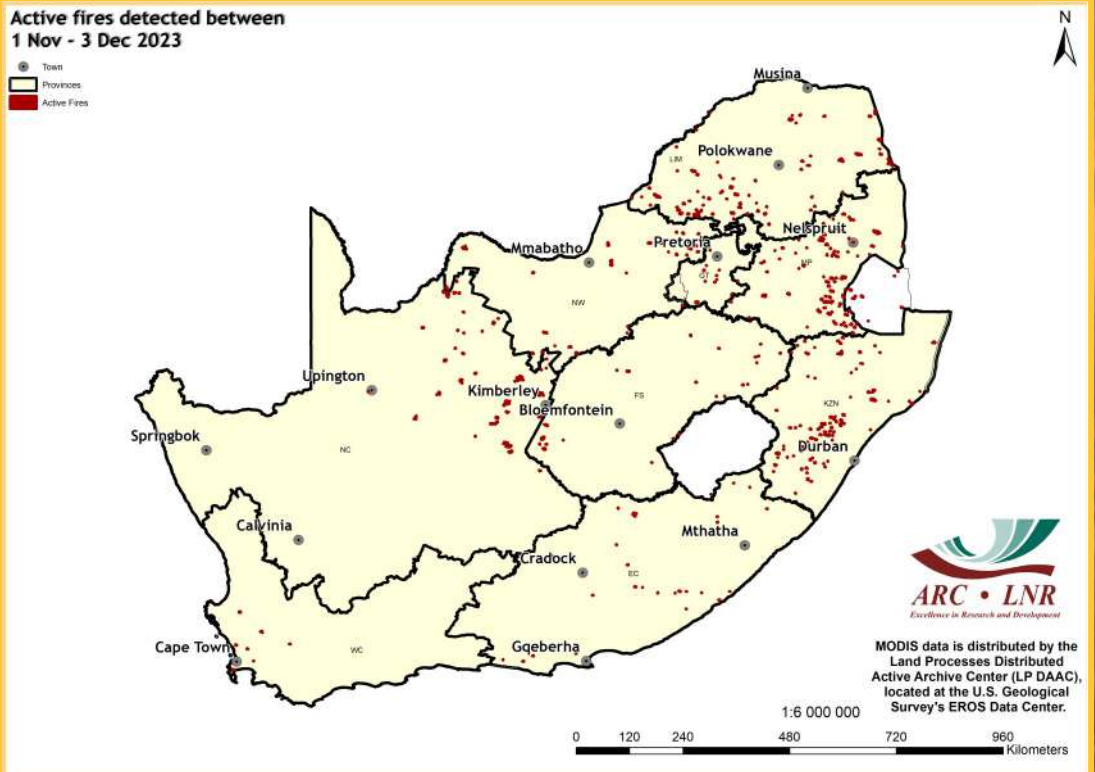 Active fires detected between
1 Nov - 3 Dec 2023
Town
Provinces
Active Fires
N
Musina
Polokwane
LIM
Nelspruit
Pretoria
Mmabatho
MP
GT
NW
Upington
Kimberley
Bloemfontein
FS
KZN
Springbok
Durban
NC
Calvinia
Mthatha
Cradock
EC
Cape Town
WC
Gqeberha
ARC • LNR
Excellence in Research and Development
MODIS data is distributed by the
Land Processes Distributed
Active Archive Center (LP DAAC),
located at the U.S. Geological
Survey's EROS Data Center.
1:6 000 000
0 120 240 480 720 960
Kilometers